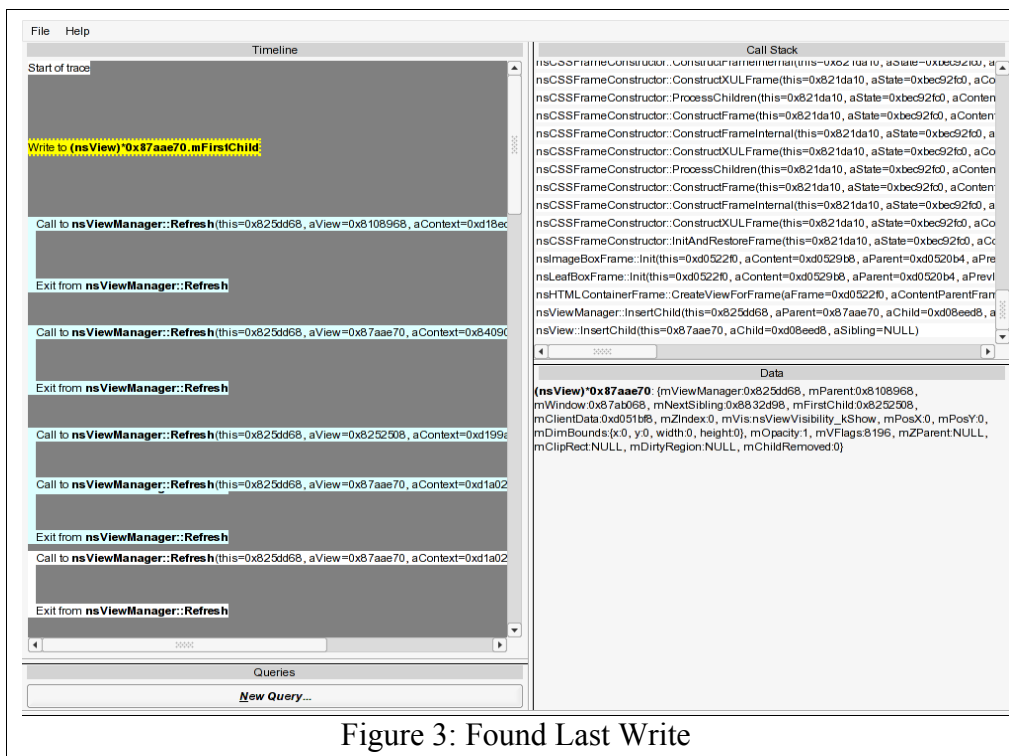 File Help
Timeline
Start of trace
Write to (nsView)*0x87aae70.mFirstChild
Call to nsViewManager::Refresh(this=0x825dd68, aView=0x8108968, aContext=0xd18ec
Exit from nsViewManager::Refresh
Call to nsViewManager::Refresh(this=0x825dd68, aView=0x87aae70, aContext=0x8409C
Exit from nsViewManager::Refresh
Call to nsViewManager::Refresh(this=0x825dd68, aView=0x8252508, aContext=0xd199a
Call to nsViewManager::Refresh(this=0x825dd68, aView=0x87aae70, aContext=0xd1a02
Exit from nsViewManager::Refresh
Call to nsViewManager::Refresh(this=0x825dd68, aView=0x87aae70, aContext=0xd1a02
Exit from nsViewManager::Refresh
Queries
New Query...
Call Stack
nsCSSFrameConstructor::ConstructFrameInternal(this=0x821da10, aState=0xbec92fc0, a
nsCSSFrameConstructor::ConstructXULFrame(this=0x821da10, aState=0xbec92fc0, aCo
nsCSSFrameConstructor::ProcessChildren(this=0x821da10, aState=0xbec92fc0, aConten
nsCSSFrameConstructor::ConstructFrame(this=0x821da10, aState=0xbec92fc0, aConten
nsCSSFrameConstructor::ConstructFrameInternal(this=0x821da10, aState=0xbec92fc0, a
nsCSSFrameConstructor::ConstructXULFrame(this=0x821da10, aState=0xbec92fc0, aCo
nsCSSFrameConstructor::ProcessChildren(this=0x821da10, aState=0xbec92fc0, aConten
nsCSSFrameConstructor::ConstructFrame(this=0x821da10, aState=0xbec92fc0, aConten
nsCSSFrameConstructor::ConstructFrameInternal(this=0x821da10, aState=0xbec92fc0, a
nsCSSFrameConstructor::ConstructXULFrame(this=0x821da10, aState=0xbec92fc0, aCo
nsCSSFrameConstructor::InitAndRestoreFrame(this=0x821da10, aState=0xbec92fc0, aCc
nsImageBoxFrame::Init(this=0xd0522f0, aContent=0xd0529b8, aParent=0xd0520b4, aPre
nsLeafBoxFrame::Init(this=0xd0522f0, aContent=0xd0529b8, aParent=0xd0520b4, aPrevI
nsHTMLContainerFrame::CreateViewForFrame(aFrame=0xd0522f0, aContentParentFram
nsViewManager::InsertChild(this=0x825dd68, aParent=0x87aae70, aChild=0xd08eed8, a
nsView::InsertChild(this=0x87aae70, aChild=0xd08eed8, aSibling=NULL)
Data
(nsView)*0x87aae70: {mViewManager:0x825dd68, mParent:0x8108968,
mWindow:0x87ab068, mNextSibling:0x8832d98, mFirstChild:0x8252508,
mClientData:0xd051bf8, mZIndex:0, mVis:nsViewVisibility_kShow, mPosX:0, mPosY:0,
mDimBounds:{x:0, y:0, width:0, height:0}, mOpacity:1, mVFlags:8196, mZParent:NULL,
mClipRect:NULL, mDirtyRegion:NULL, mChildRemoved:0}
Figure 3: Found Last Write